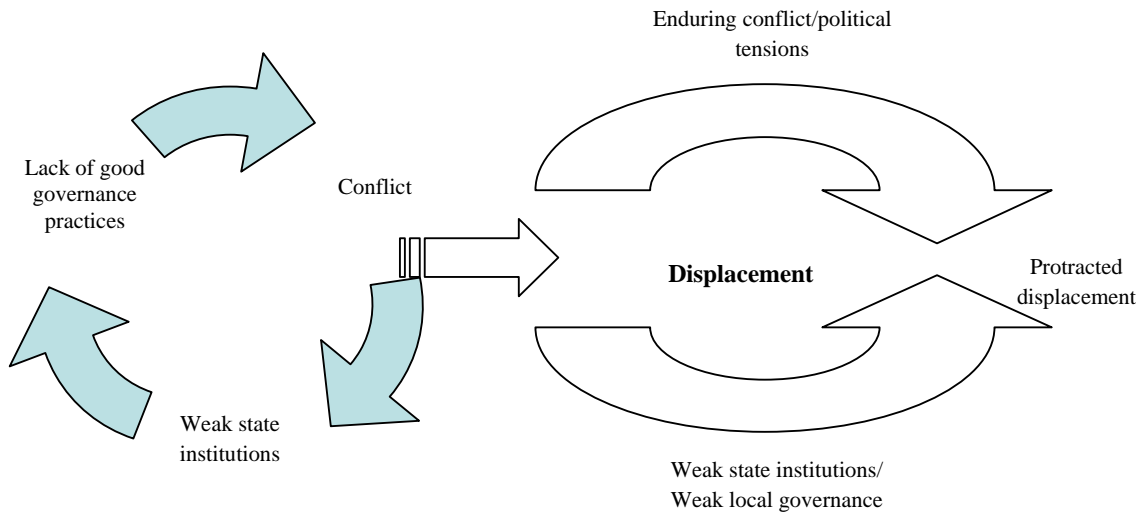 Enduring conflict/political
tensions
Lack of good
governance
practices
Conflict
Displacement
Protracted
displacement
Weak state
institutions
Weak state institutions/
Weak local governance